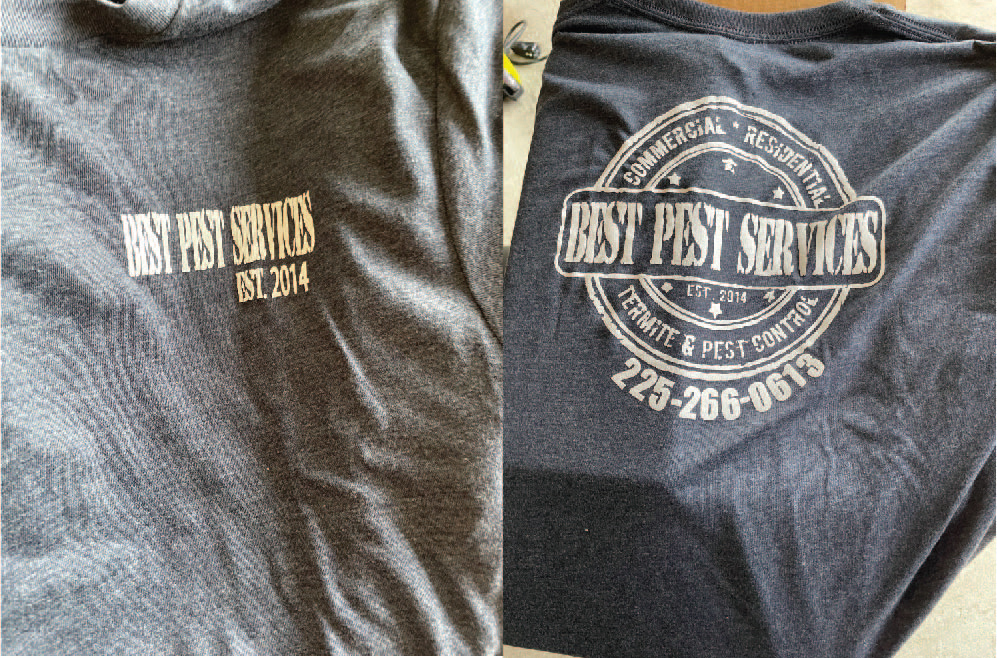 BEST PEST SERVICES
EST. 2014
COMMERCIAL * RESIDENTIAL
BEST PEST SERVICES
EST. 2014
TERMITE & PEST CONTROL
225-266-0613